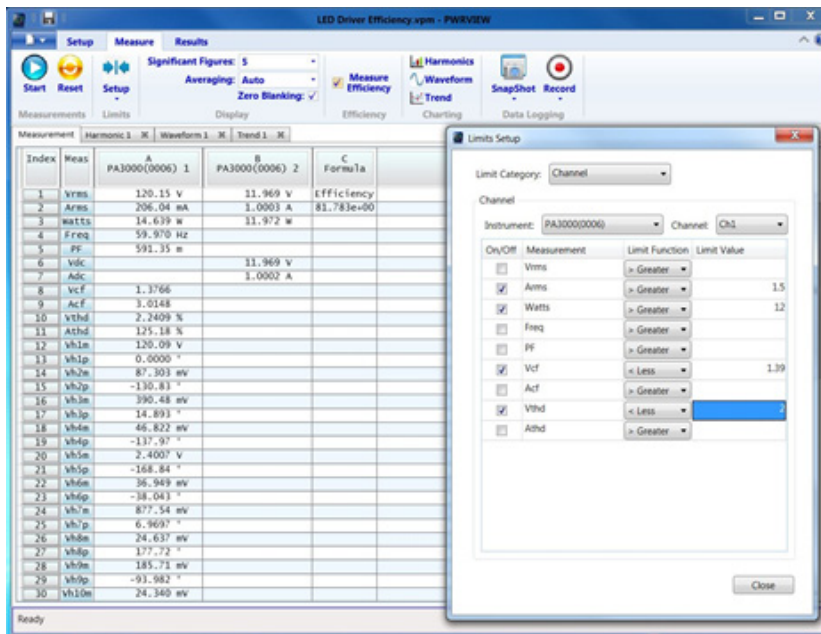 LED Driver Efficiency.vpm - PWRVIEW
Setup Measure Results
Start Reset Setup
Significant Figures: 5
Averaging: Auto
Zero Blanking:
Measure Efficiency
Harmonics
Waveform
Trend
SnapShot Record
Measurements Limits Display Efficiency Charting Data Logging
Measurement Harmonic 1 Waveform 1 Trend 1
Index Meas A PA3000(0006) 1 B PA3000(0006) 2 C Formula
1 Vrms 120.15 V 11.969 V Efficiency
2 Arms 206.04 mA 1.0003 A 81.783e+00
3 Watts 14.639 W 11.972 W
4 Freq 59.970 Hz
5 PF 591.35 m
6 Vdc 11.969 V
7 Adc 1.0002 A
8 Vcf 1.3766
9 Acf 3.0148
10 Vthd 2.2409 %
11 Athd 125.18 %
12 Vh1m 120.09 V
13 Vh1p 0.0000 °
14 Vh2m 87.303 mV
15 Vh2p -130.83 °
16 Vh3m 390.48 mV
17 Vh3p 14.893 °
18 Vh4m 46.822 mV
19 Vh4p -137.97 °
20 Vh5m 2.4007 V
21 Vh5p -168.84 °
22 Vh6m 36.949 mV
23 Vh6p -38.043 °
24 Vh7m 877.54 mV
25 Vh7p 6.9697 °
26 Vh8m 24.637 mV
27 Vh8p 177.72 °
28 Vh9m 185.71 mV
29 Vh9p -93.982 °
30 Vh10m 24.340 mV
Ready
Limits Setup
Limit Category: Channel
Channel
Instrument: PA3000(0006) Channel: Ch1
On/Off Measurement Limit Function Limit Value
Vrms > Greater
Arms > Greater 1.5
Watts > Greater 12
Freq > Greater
PF > Greater
Vcf < Less 1.39
Acf > Greater
Vthd < Less 2
Athd > Greater
Close